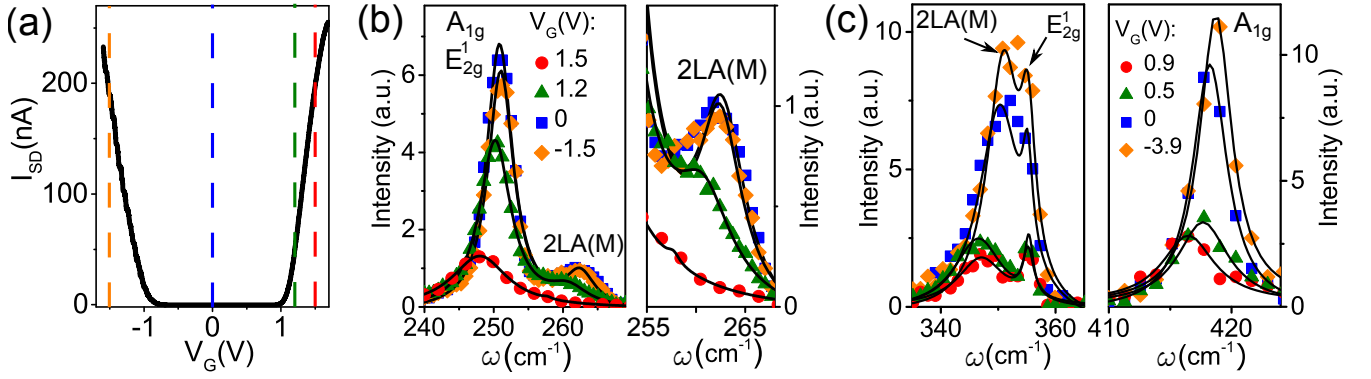 (a)
I_SD(nA)
200
100
0
-1
0
1
V_G(V)
(b)
A_1g
E^1_2g
V_G(V):
1.5
1.2
0
-1.5
2LA(M)
Intensity (a.u.)
6
4
2
0
240
250
260
ω(cm⁻¹)
2LA(M)
1
0
Intensity (a.u.)
255
265
ω(cm⁻¹)
(c)
2LA(M)
E^1_2g
Intensity (a.u.)
10
5
0
340
360
ω(cm⁻¹)
V_G(V):
0.9
0.5
0
-3.9
A_1g
10
5
0
Intensity (a.u.)
410
420
ω(cm⁻¹)